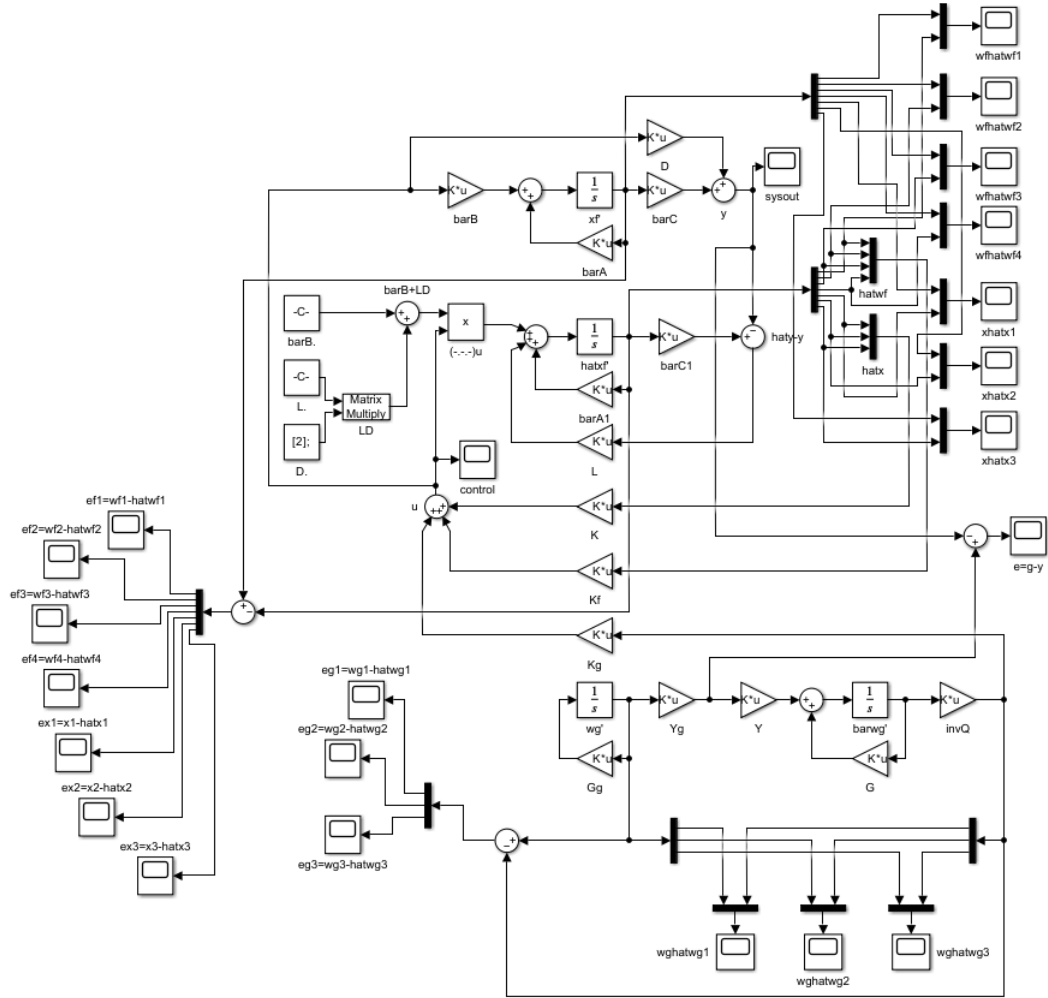 wfhatwf1
wfhatwf2
K*u
D
sysout
wfhatwf3
K*u
barB
+
+
1
s
xf'
K*u
barC
+
+
y
K*u
barA
wfhatwf4
hatwf
barB+LD
-C-
barB.
+
+
x
(-.-.-)u
+
+
+
1
s
hatxf'
K*u
barC1
−
+
haty-y
hatx
xhatx1
xhatx2
-C-
L.
Matrix
Multiply
LD
K*u
barA1
[2];
D.
K*u
L
xhatx3
control
u
+
+
+
K*u
K
ef1=wf1-hatwf1
ef2=wf2-hatwf2
−
+
e=g-y
K*u
Kf
ef3=wf3-hatwf3
+
−
K*u
Kg
ef4=wf4-hatwf4
eg1=wg1-hatwg1
1
s
wg'
K*u
Yg
K*u
Y
+
+
1
s
barwg'
K*u
invQ
ex1=x1-hatx1
eg2=wg2-hatwg2
K*u
Gg
K*u
G
ex2=x2-hatx2
ex3=x3-hatx3
eg3=wg3-hatwg3
+
−
wghatwg1
wghatwg2
wghatwg3